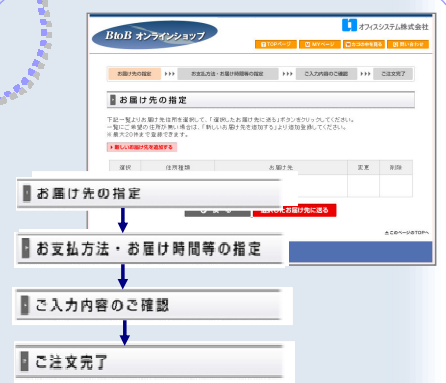 オフィスシステム株式会社
BtoB オンラインショップ
TOPページ MYページ カゴの中を見る 問い合わせ
お届け先の指定 ▸▸▸ お支払方法・お届け時間等の指定 ▸▸▸ ご入力内容のご確認 ▸▸▸ ご注文完了
お届け先の指定
下記一覧よりお届け先住所を選択して、「選択したお届け先に送る」ボタンをクリックしてください。
一覧にご希望の住所が無い場合は、「新しいお届け先を追加する」より追加登録してください。
※最大20件まで登録できます。
新しいお届け先を追加する
選択 住所種類 お届け先 変更 削除
選択したお届け先に送る
このページのTOPへ
お届け先の指定
お支払方法・お届け時間等の指定
ご入力内容のご確認
ご注文完了